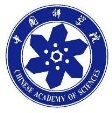 中国科学院
CHINESE ACADEMY OF SCIENCES